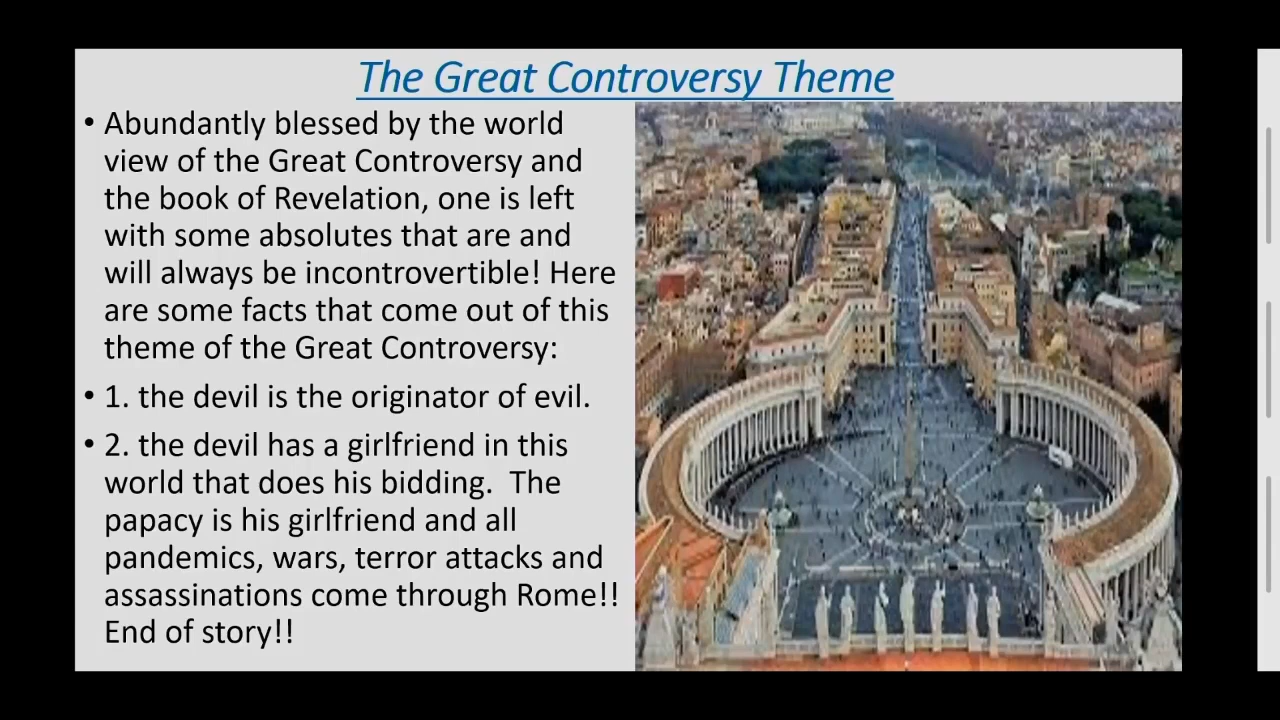 The Great Controversy Theme
• Abundantly blessed by the world
view of the Great Controversy and
the book of Revelation, one is left
with some absolutes that are and
will always be incontrovertible! Here
are some facts that come out of this
theme of the Great Controversy:
• 1. the devil is the originator of evil.
• 2. the devil has a girlfriend in this
world that does his bidding.  The
papacy is his girlfriend and all
pandemics, wars, terror attacks and
assassinations come through Rome!!
End of story!!